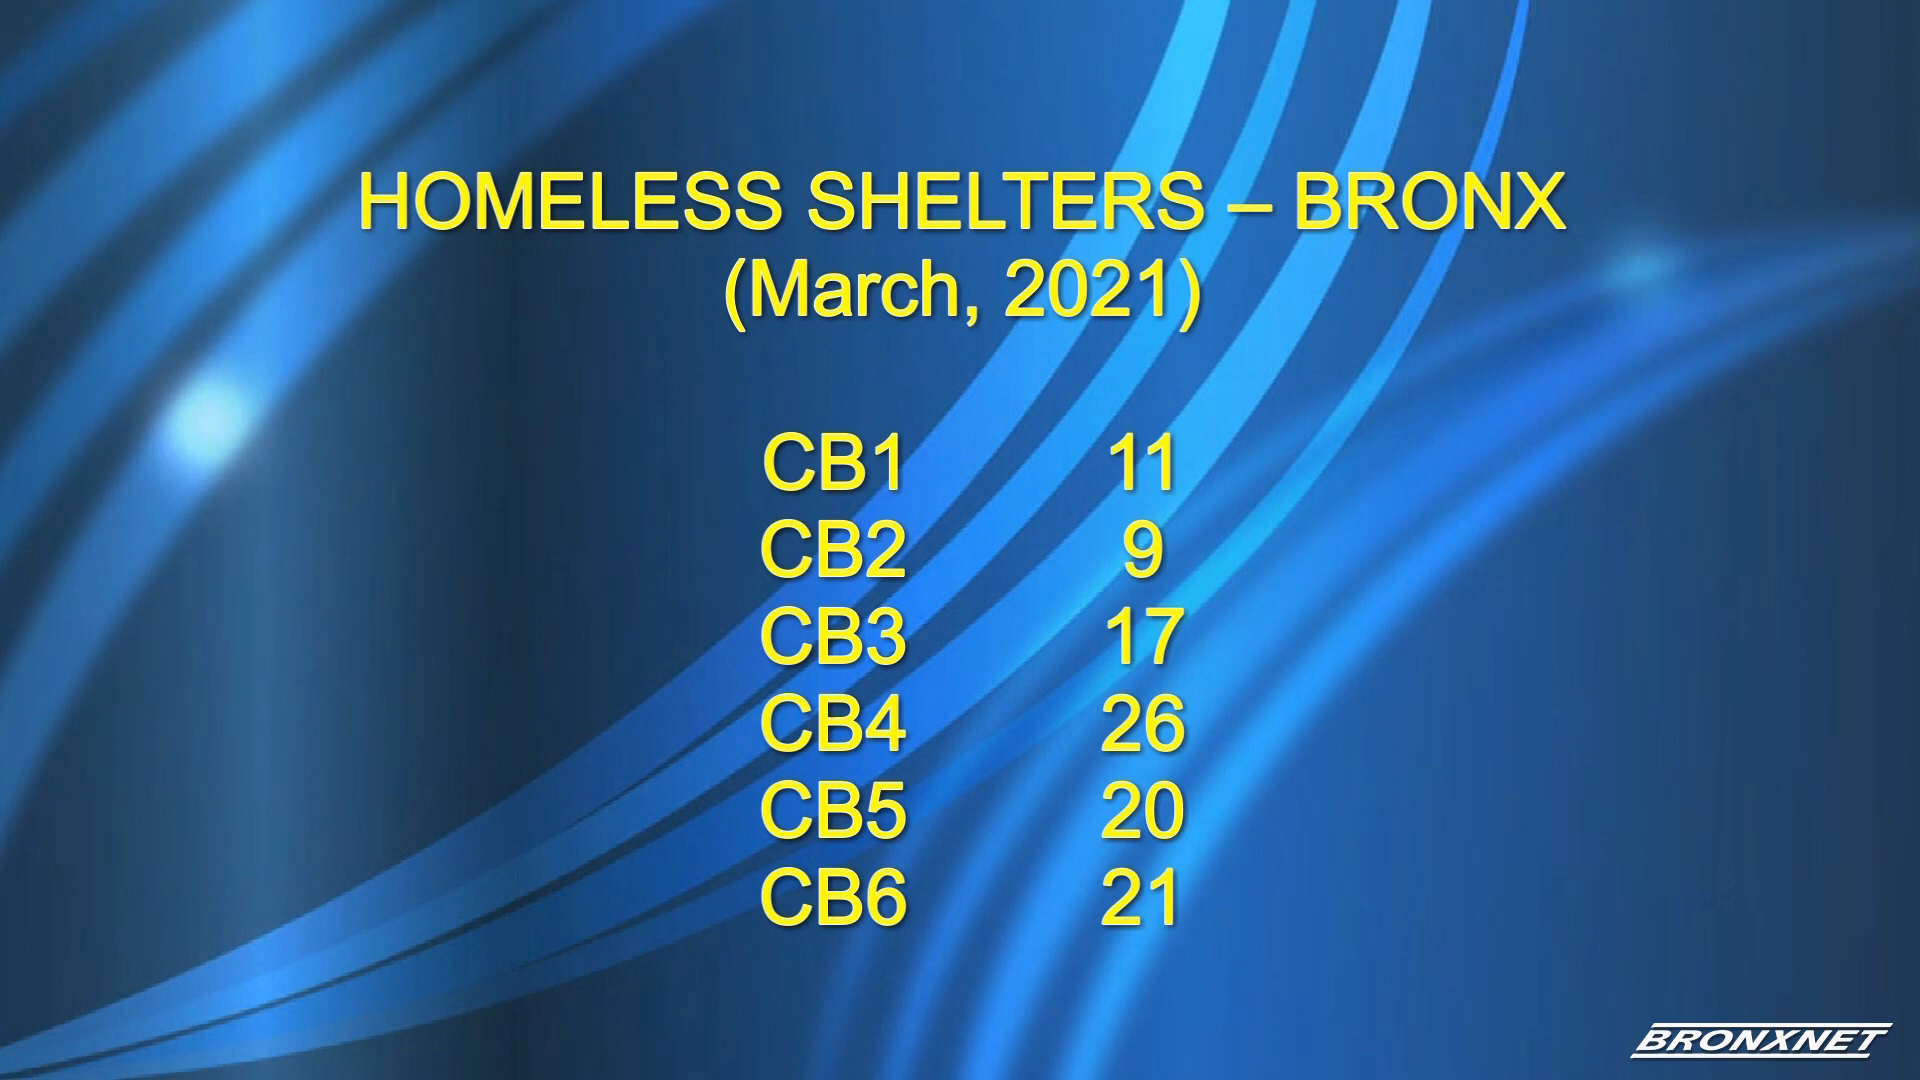 HOMELESS SHELTERS – BRONX
(March, 2021)
CB1 11
CB2 9
CB3 17
CB4 26
CB5 20
CB6 21
BRONXNET